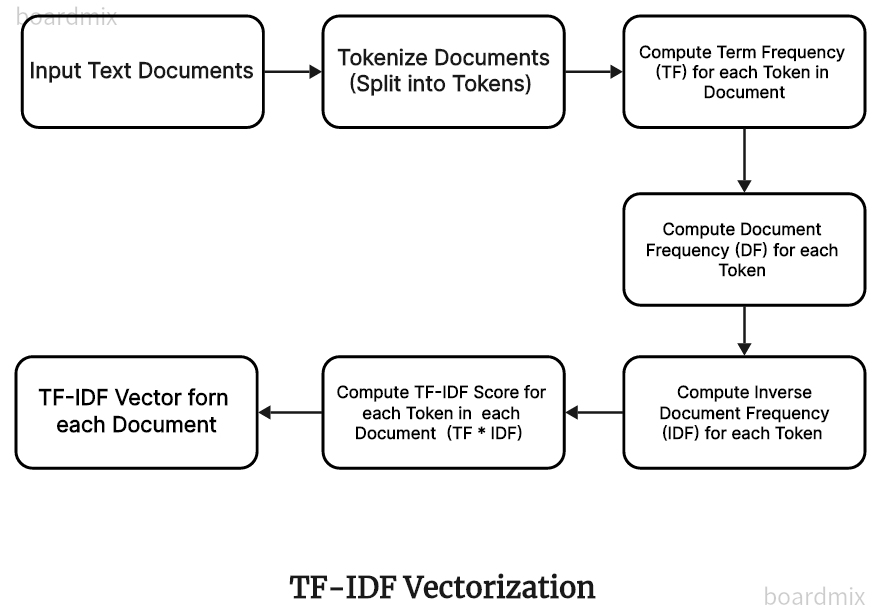 boardmix
Input Text Documents
Tokenize Documents
(Split into Tokens)
Compute Term Frequency
(TF) for each Token in
Document
Compute Document
Frequency (DF) for each
Token
Compute Inverse
Document Frequency
(IDF) for each Token
Compute TF-IDF Score for
each Token in each
Document (TF * IDF)
TF-IDF Vector forn
each Document
TF-IDF Vectorization
boardmix